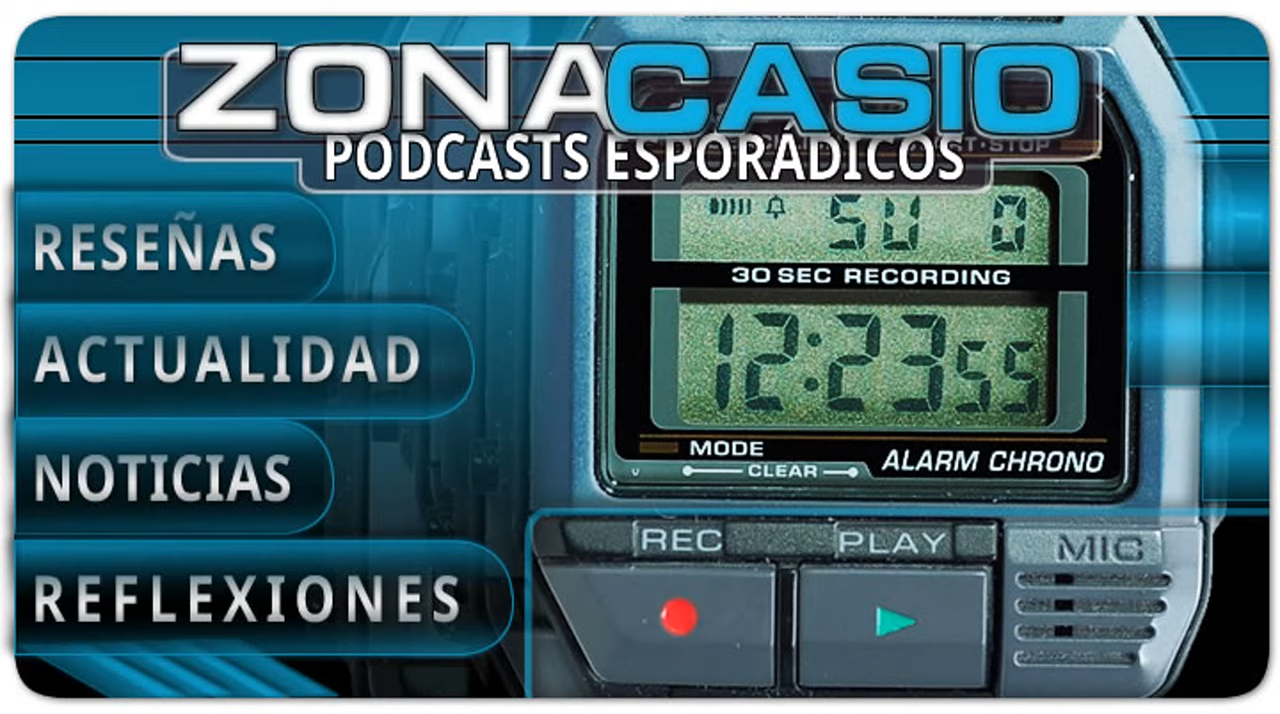 ZONACASIO
PODCASTS ESPORÁDICOS
RESEÑAS
ACTUALIDAD
NOTICIAS
REFLEXIONES
SU 0
30 SEC RECORDING
12:23 55
MODE
CLEAR
ALARM CHRONO
REC
PLAY
MIC